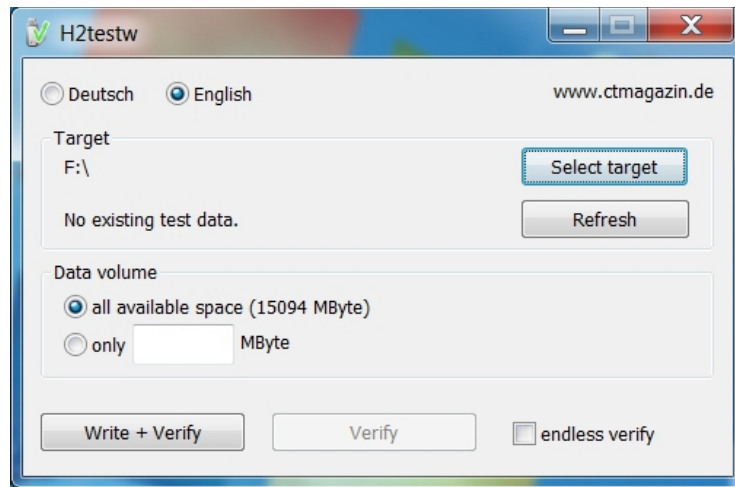 H2testw
Deutsch English www.ctmagazin.de
Target
F:\ Select target
No existing test data. Refresh
Data volume
all available space (15094 MByte)
only MByte
Write + Verify Verify endless verify